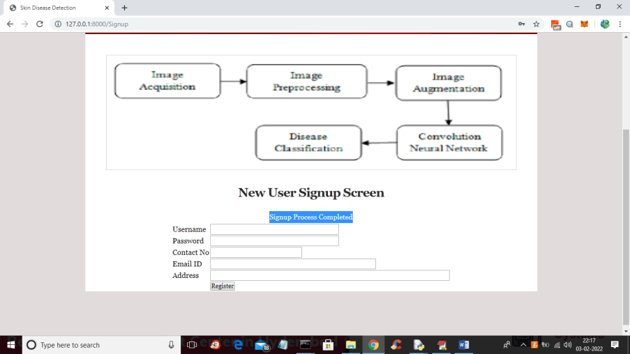 Skin Disease Detection
127.0.0.1:8000/Signup
Image
Acquisition
Image
Preprocessing
Image
Augmentation
Disease
Classification
Convolution
Neural Network
New User Signup Screen
Signup Process Completed
Username
Password
Contact No
Email ID
Address
Register
Type here to search
22:17
03-02-2022